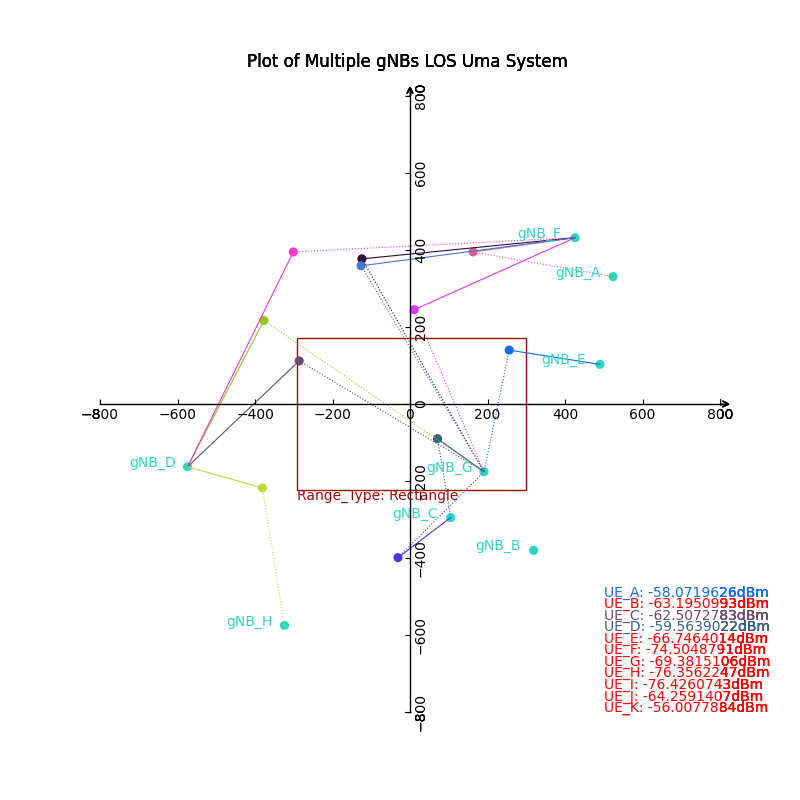 Plot of Multiple gNBs LOS Uma System
800
600
gNB_F
400
gNB_A
200
gNB_E
0
−800 −600 −400 −200 0 200 400 600 800
gNB_D
gNB_G
−200
Range_Type: Rectangle
gNB_C
gNB_B
−400
UE_A: -58.0719626dBm
UE_B: -63.1950993dBm
UE_C: -62.5072783dBm
gNB_H
UE_D: -59.5639022dBm
−600
UE_E: -66.7464014dBm
UE_F: -74.5048791dBm
UE_G: -69.3815106dBm
UE_H: -76.3562247dBm
UE_I: -76.4260743dBm
UE_J: -64.2591407dBm
UE_K: -56.0077884dBm
−800